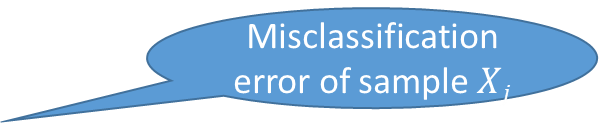 Misclassification
error of sample X_i